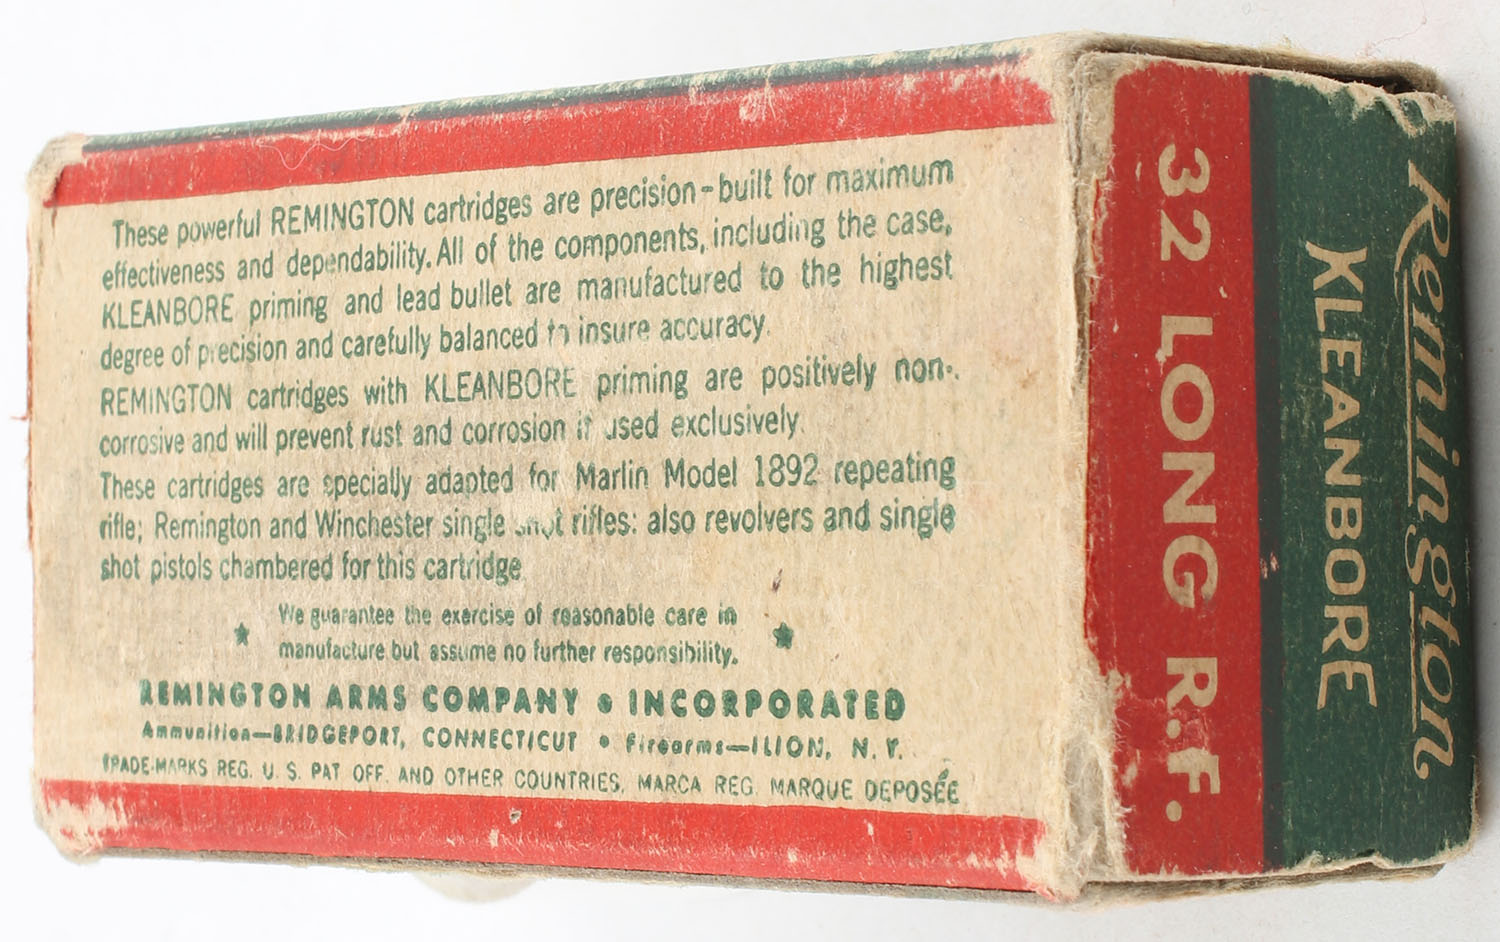 These powerful REMINGTON cartridges are precision-built for maximum
effectiveness and dependability. All of the components, including the case,
KLEANBORE priming and lead bullet are manufactured to the highest
degree of precision and carefully balanced to insure accuracy.
REMINGTON cartridges with KLEANBORE priming are positively non-
corrosive and will prevent rust and corrosion if used exclusively.
These cartridges are specially adapted for Marlin Model 1892 repeating
rifle; Remington and Winchester single shot rifles: also revolvers and single
shot pistols chambered for this cartridge
We guarantee the exercise of reasonable care in
manufacture but assume no further responsibility.
REMINGTON ARMS COMPANY • INCORPORATED
Ammunition—BRIDGEPORT, CONNECTICUT • Firearms—ILION, N. Y.
TRADE-MARKS REG. U. S. PAT OFF. AND OTHER COUNTRIES, MARCA REG. MARQUE DEPOSÉE
Remington
KLEANBORE
32 LONG R.F.